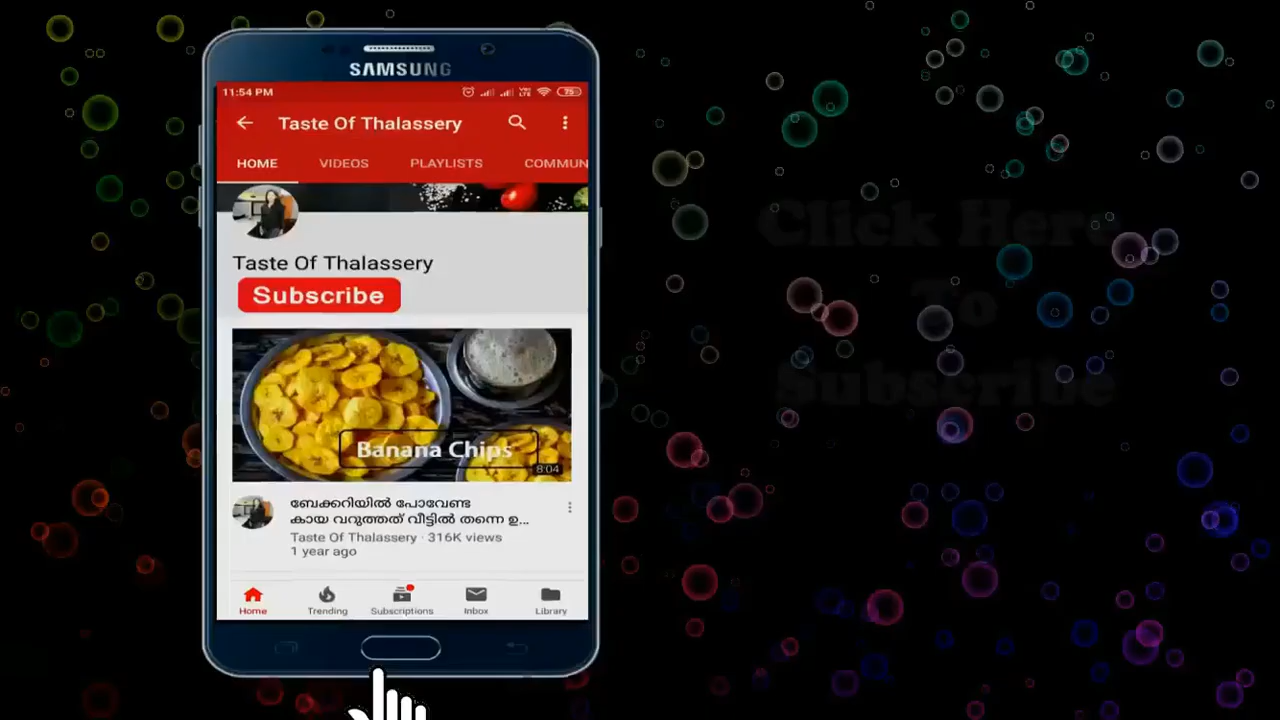 SAMSUNG
11:54 PM
75
Taste Of Thalassery
HOME VIDEOS PLAYLISTS COMMUN
Taste Of Thalassery
Subscribe
Banana Chips
8:04
ബേക്കറിയിൽ പോവേണ്ട
കായ വറുത്തത് വീട്ടിൽ തന്നെ ഉ...
Taste Of Thalassery · 316K views
1 year ago
Home Trending Subscriptions Inbox Library
Click Here
To
Subscribe